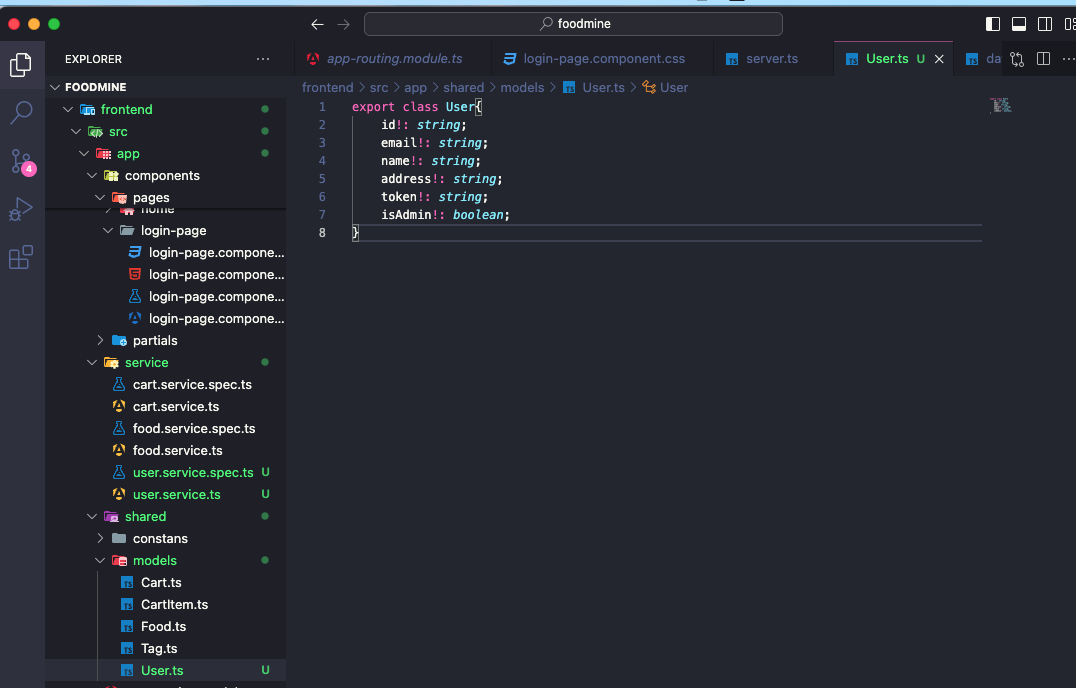 foodmine
EXPLORER
app-routing.module.ts
login-page.component.css
server.ts
User.ts U
da
FOODMINE
frontend > src > app > shared > models > User.ts > User
frontend
src
app
components
pages
home
login-page
login-page.compone...
login-page.compone...
login-page.compone...
login-page.compone...
partials
service
cart.service.spec.ts
cart.service.ts
food.service.spec.ts
food.service.ts
user.service.spec.ts U
user.service.ts U
shared
constans
models
Cart.ts
CartItem.ts
Food.ts
Tag.ts
User.ts U
4
1 export class User{
2 id!: string;
3 email!: string;
4 name!: string;
5 address!: string;
6 token!: string;
7 isAdmin!: boolean;
8 }